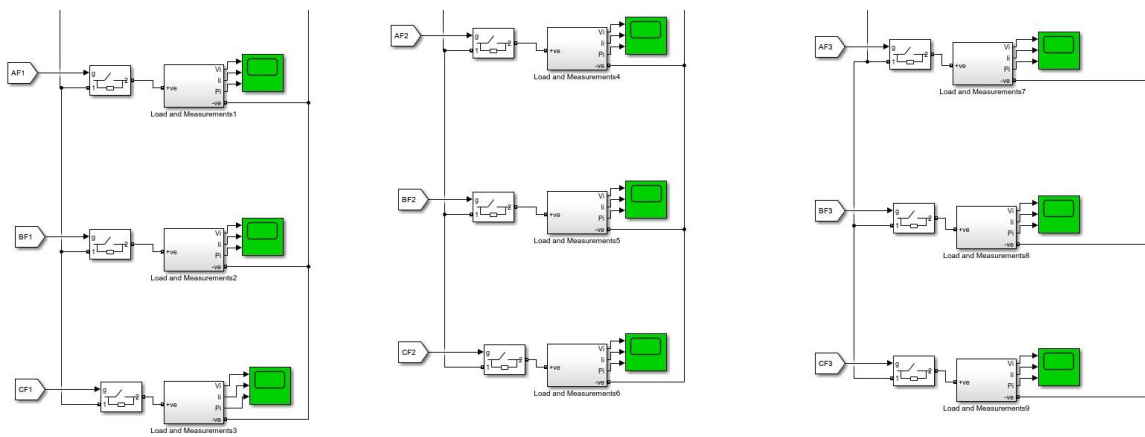 AF1
g
1
2
+ve
Vi
Ii
Pi
-ve
Load and Measurements1
BF1
g
1
2
+ve
Vi
Ii
Pi
-ve
Load and Measurements2
CF1
g
1
2
+ve
Vi
Ii
Pi
-ve
Load and Measurements3
AF2
g
1
2
+ve
Vi
Ii
Pi
-ve
Load and Measurements4
BF2
g
1
2
+ve
Vi
Ii
Pi
-ve
Load and Measurements5
CF2
g
1
2
+ve
Vi
Ii
Pi
-ve
Load and Measurements6
AF3
g
1
2
+ve
Vi
Ii
Pi
-ve
Load and Measurements7
BF3
g
1
2
+ve
Vi
Ii
Pi
-ve
Load and Measurements8
CF3
g
1
2
+ve
Vi
Ii
Pi
-ve
Load and Measurements9